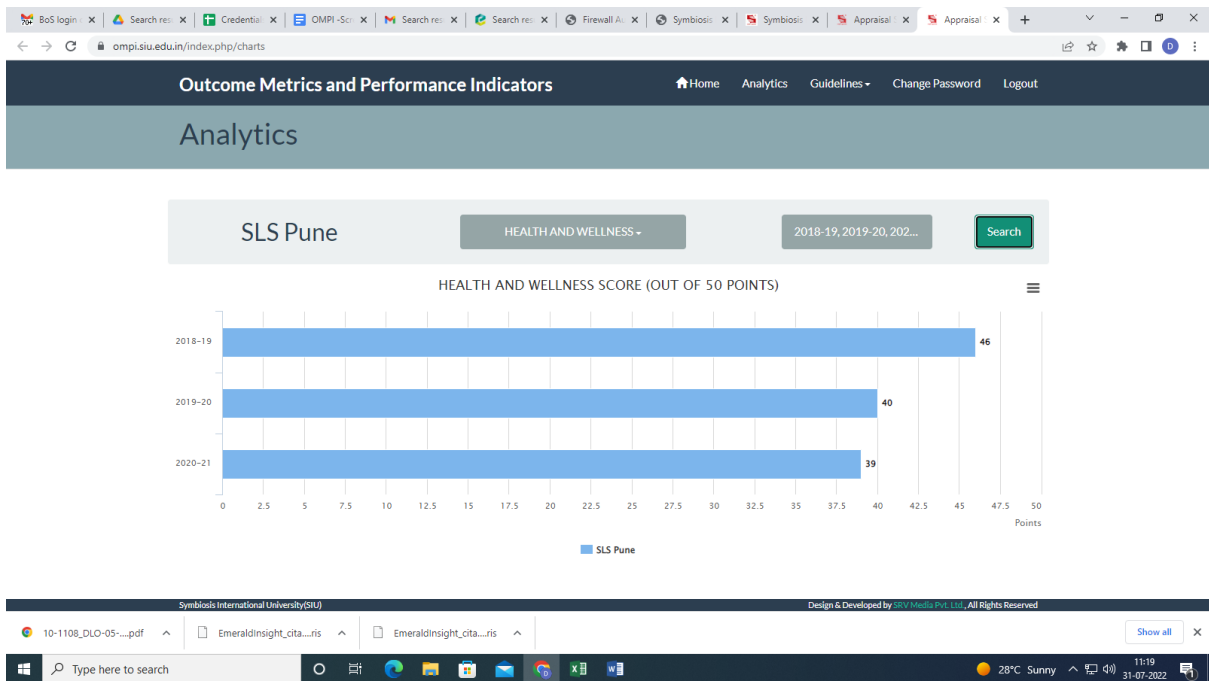 BoS login
Search res
Credential
OMPI -Scr
Search res
Search res
Firewall Au
Symbiosis
Symbiosis
Appraisal S
Appraisal S
ompi.siu.edu.in/index.php/charts
D
Outcome Metrics and Performance Indicators
Home Analytics Guidelines Change Password Logout
Analytics
SLS Pune
HEALTH AND WELLNESS
2018-19, 2019-20, 202...
Search
HEALTH AND WELLNESS SCORE (OUT OF 50 POINTS)
2018-19
46
2019-20
40
2020-21
39
0 2.5 5 7.5 10 12.5 15 17.5 20 22.5 25 27.5 30 32.5 35 37.5 40 42.5 45 47.5 50
Points
SLS Pune
Symbiosis International University(SIU)
Design & Developed by SRV Media Pvt. Ltd., All Rights Reserved
10-1108_DLO-05-....pdf
EmeraldInsight_cita....ris
EmeraldInsight_cita....ris
Show all
Type here to search
28°C Sunny
11:19
31-07-2022